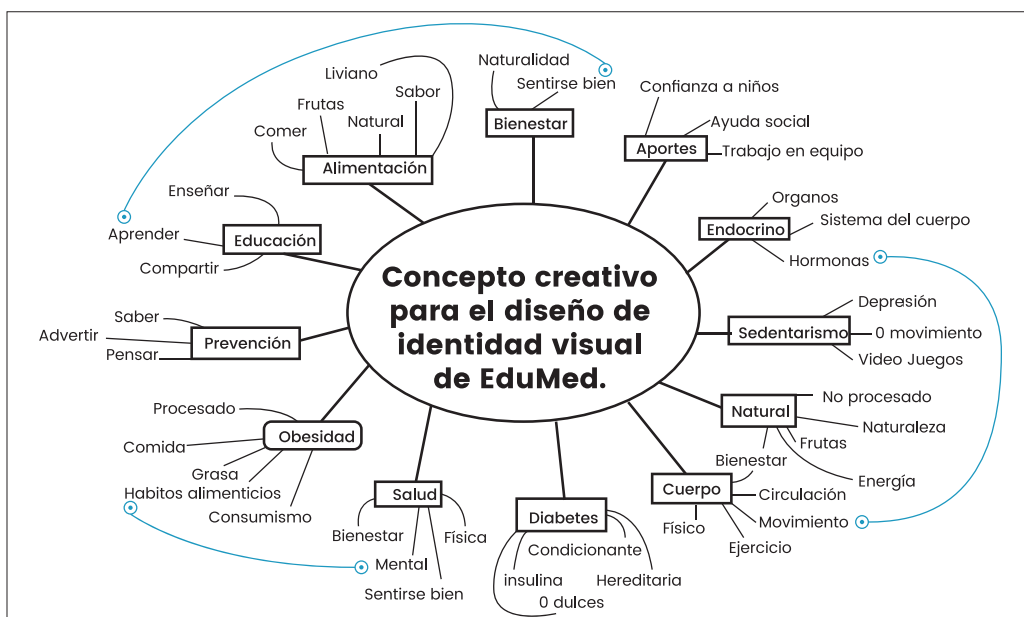 Naturalidad
Sentirse bien
Bienestar
Liviano
Sabor
Frutas
Natural
Comer
Alimentación
Confianza a niños
Ayuda social
Aportes
Trabajo en equipo
Enseñar
Aprender
Educación
Compartir
Organos
Sistema del cuerpo
Endocrino
Hormonas
Concepto creativo
para el diseño de
identidad visual
de EduMed.
Saber
Advertir
Prevención
Pensar
Depresión
Sedentarismo
0 movimiento
Video Juegos
Procesado
Comida
Obesidad
Grasa
Habitos alimenticios
Consumismo
No procesado
Natural
Naturaleza
Frutas
Bienestar
Energía
Cuerpo
Circulación
Físico
Movimiento
Ejercicio
Salud
Bienestar
Física
Mental
Sentirse bien
Diabetes
Condicionante
insulina
Hereditaria
0 dulces